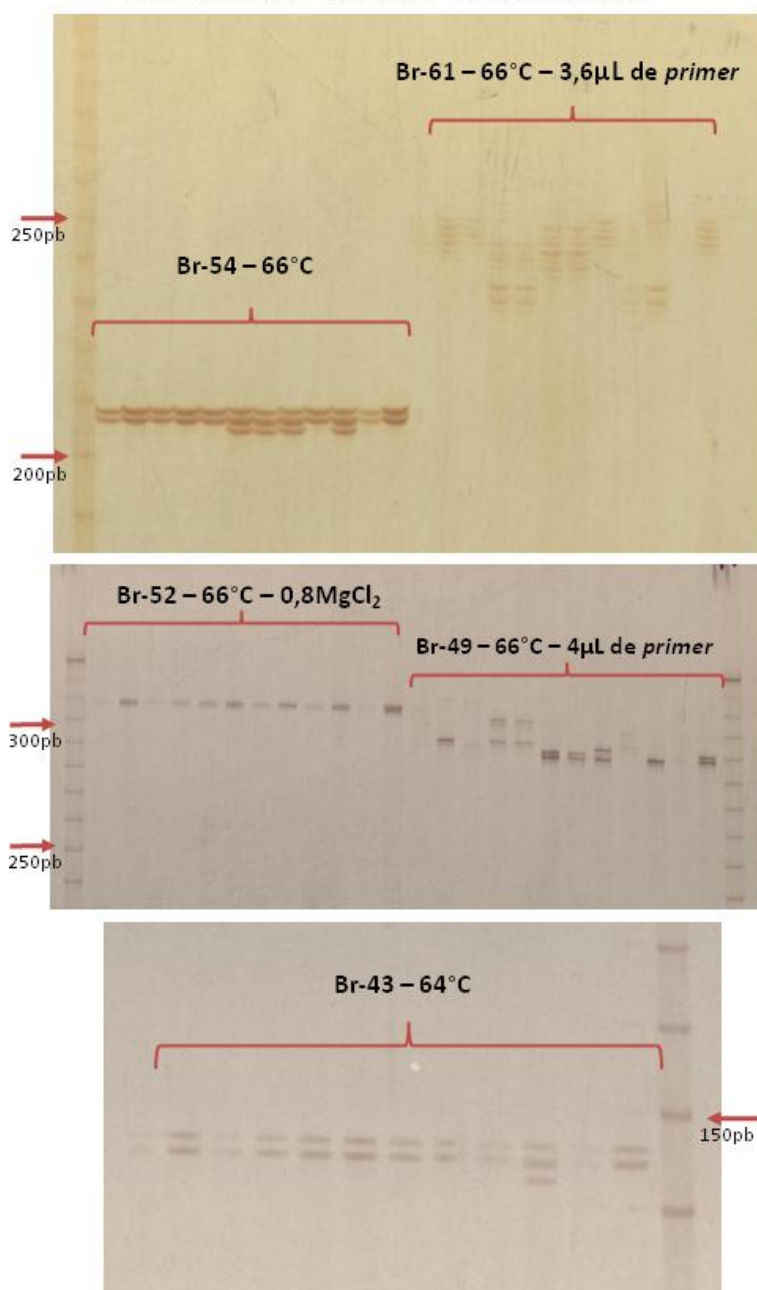 Br-61 – 66°C – 3,6µL de primer
250pb
Br-54 – 66°C
200pb
Br-52 – 66°C – 0,8MgCl₂
Br-49 – 66°C – 4µL de primer
300pb
250pb
Br-43 – 64°C
150pb